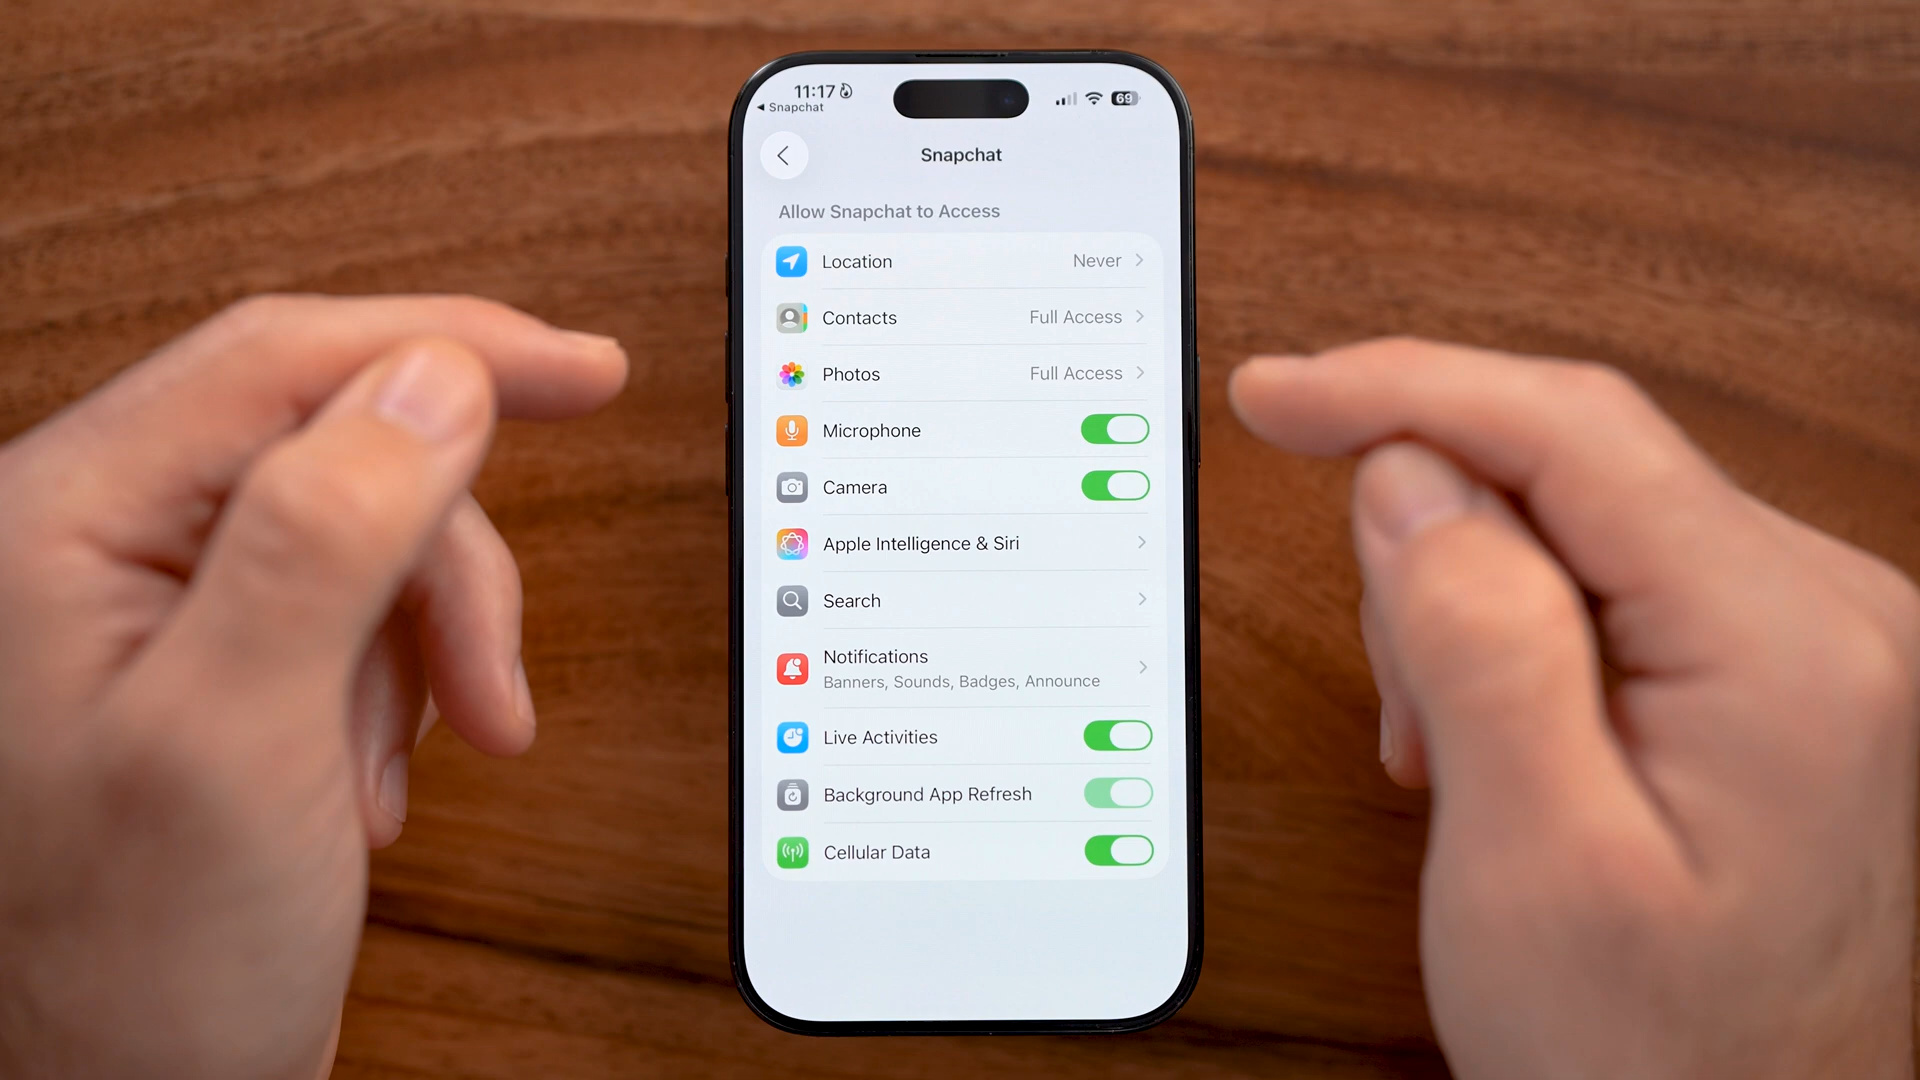 11:17
69
◀ Snapchat
Snapchat
Allow Snapchat to Access
Location Never
Contacts Full Access
Photos Full Access
Microphone
Camera
Apple Intelligence & Siri
Search
Notifications
Banners, Sounds, Badges, Announce
Live Activities
Background App Refresh
Cellular Data